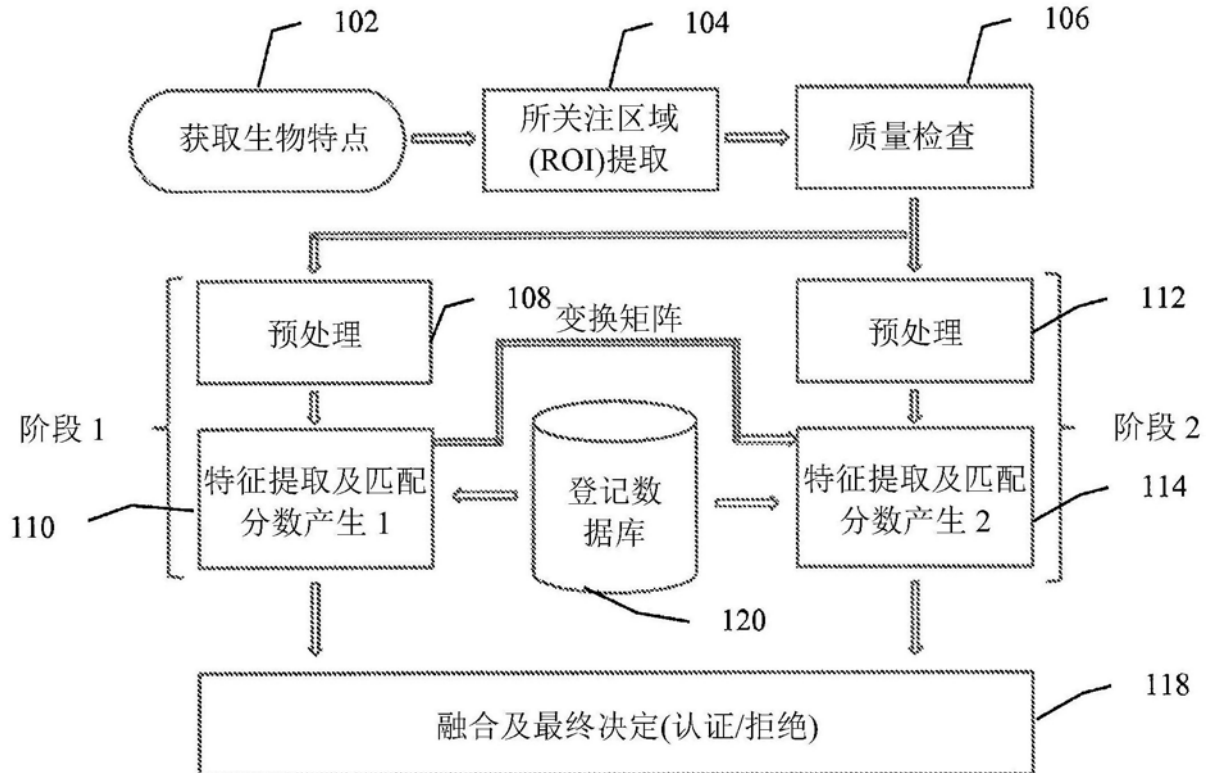 102
104
106
获取生物特点
所关注区域
(ROI)提取
质量检查
预处理
108
变换矩阵
预处理
112
阶段 1
特征提取及匹配
分数产生 1
110
登记数据库
120
特征提取及匹配
分数产生 2
阶段 2
114
融合及最终决定(认证/拒绝)
118